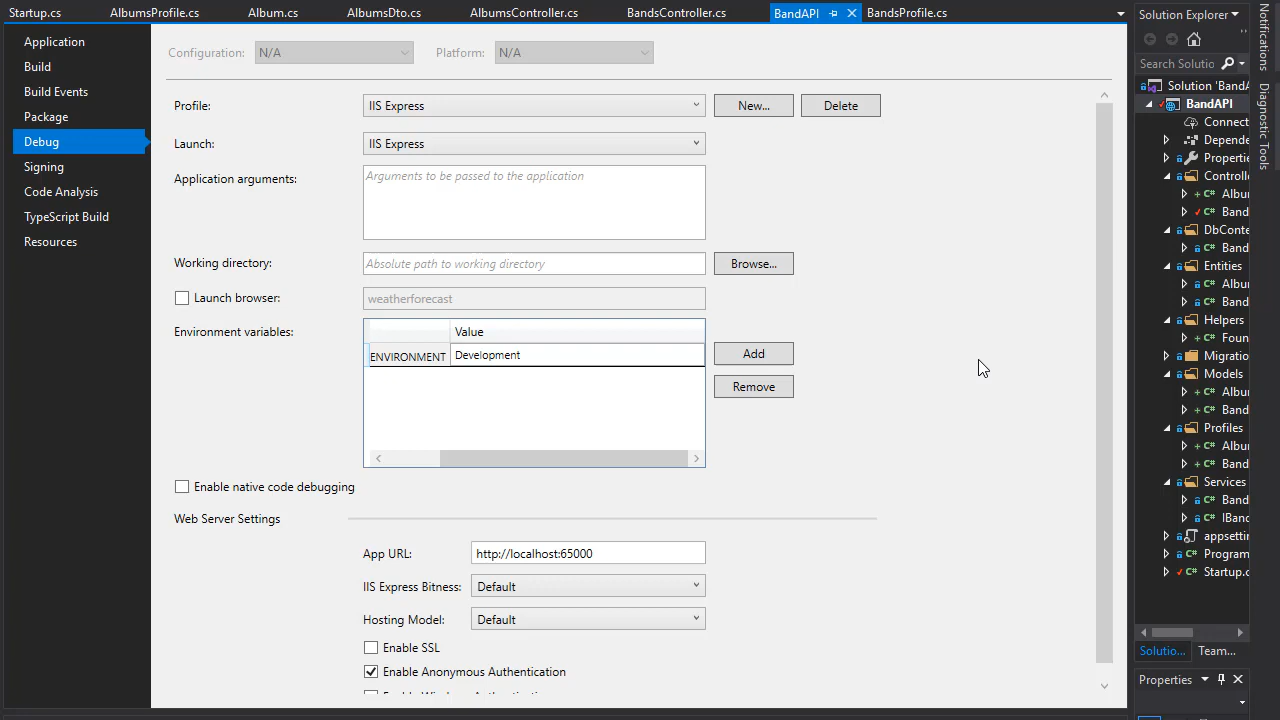 Startup.cs AlbumsProfile.cs Album.cs AlbumsDto.cs AlbumsController.cs BandsController.cs BandAPI BandsProfile.cs
Application
Build
Build Events
Package
Debug
Signing
Code Analysis
TypeScript Build
Resources
Configuration: N/A Platform: N/A
Profile: IIS Express New... Delete
Launch: IIS Express
Application arguments: Arguments to be passed to the application
Working directory: Absolute path to working directory Browse...
Launch browser: weatherforecast
Environment variables: Value
ENVIRONMENT Development Add
Remove
Enable native code debugging
Web Server Settings
App URL: http://localhost:65000
IIS Express Bitness: Default
Hosting Model: Default
Enable SSL
Enable Anonymous Authentication
Solution Explorer
Search Solutio
Solution 'BandA
BandAPI
Connect
Depende
Properti
Controlle
Albu
Band
DbConte
Band
Entities
Albu
Band
Helpers
Foun
Migratio
Models
Albu
Band
Profiles
Albu
Band
Services
Band
IBand
appsettin
Program
Startup.c
Solutio... Team...
Properties
Notifications
Diagnostic Tools